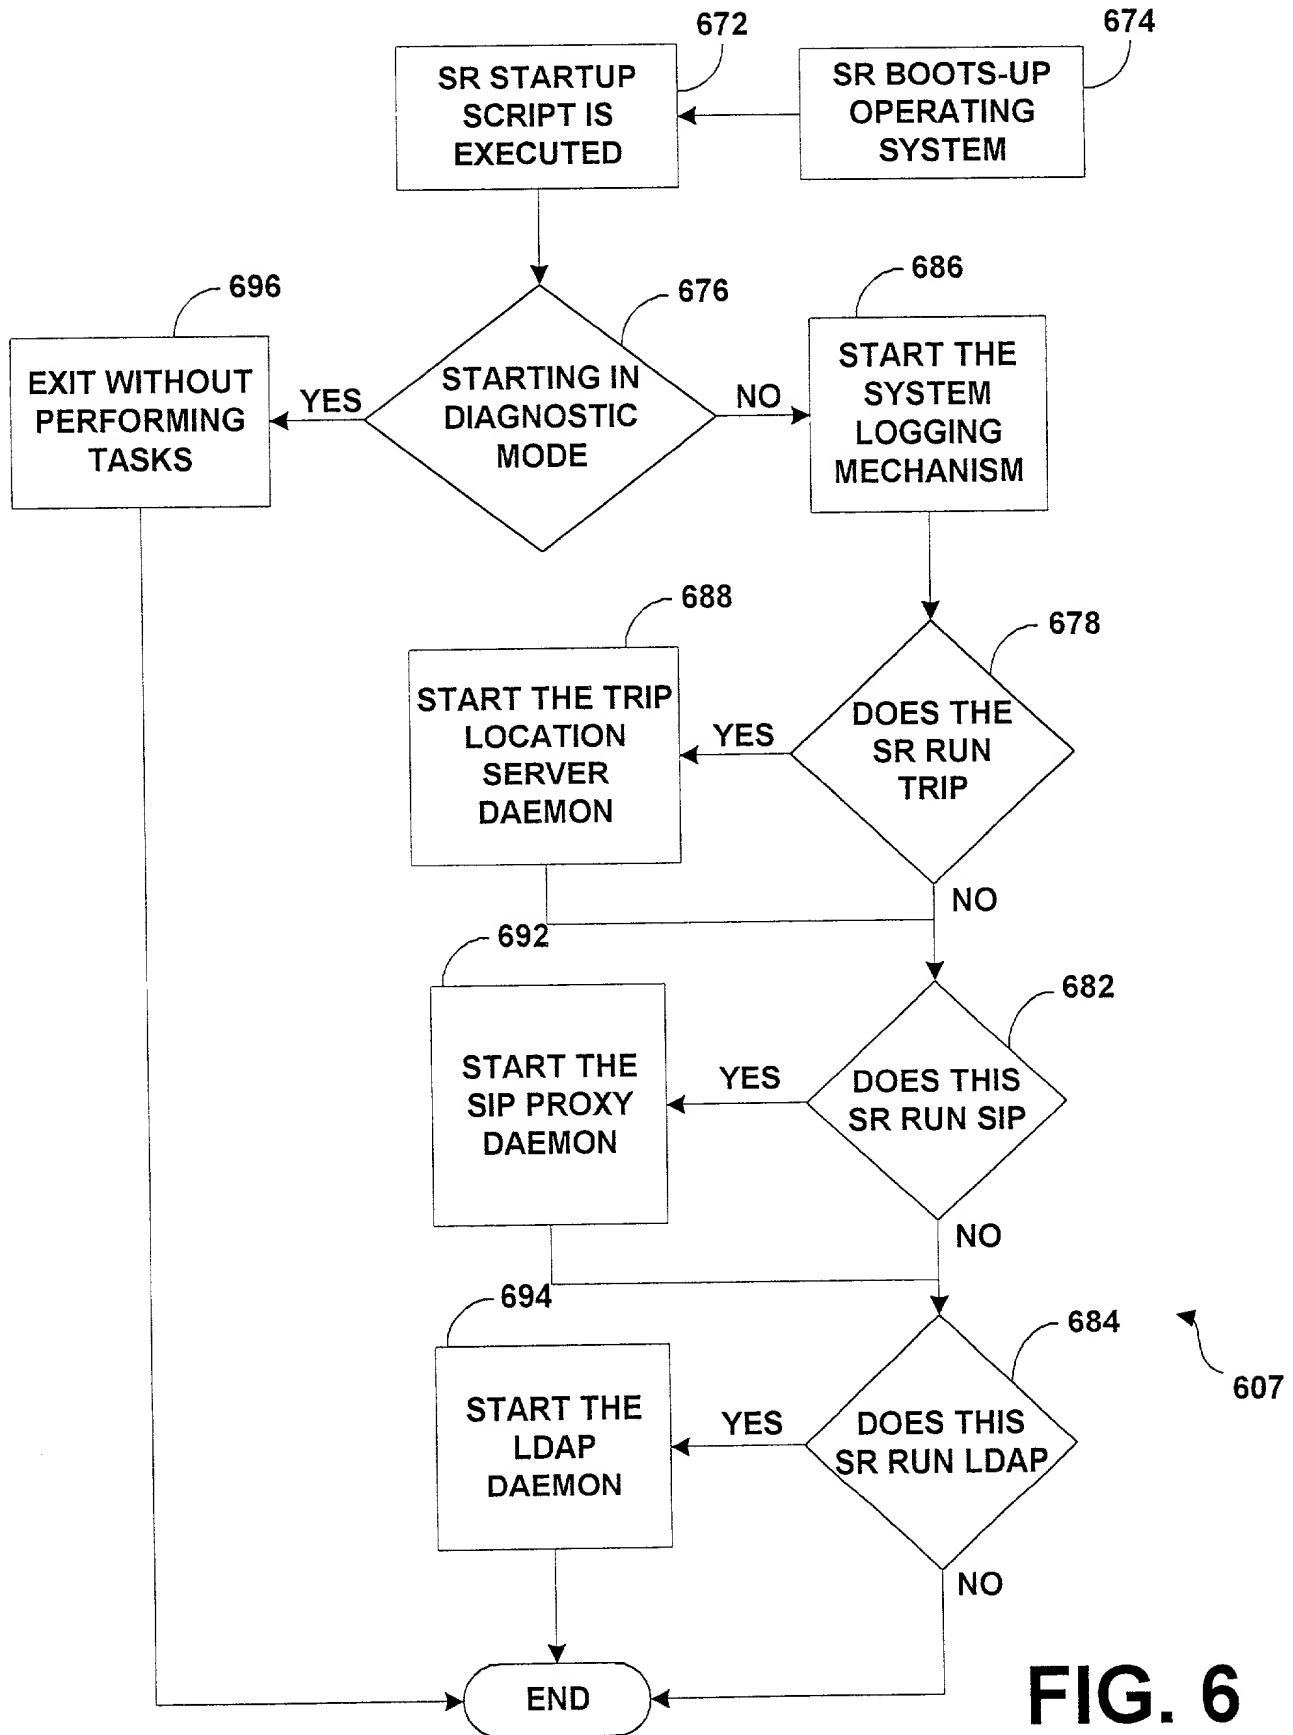 672
SR STARTUP
SCRIPT IS
EXECUTED
674
SR BOOTS-UP
OPERATING
SYSTEM
696
EXIT WITHOUT
PERFORMING
TASKS
YES
676
STARTING IN
DIAGNOSTIC
MODE
NO
686
START THE
SYSTEM
LOGGING
MECHANISM
688
START THE TRIP
LOCATION
SERVER
DAEMON
YES
678
DOES THE
SR RUN
TRIP
NO
692
START THE
SIP PROXY
DAEMON
YES
682
DOES THIS
SR RUN SIP
NO
694
START THE
LDAP
DAEMON
YES
684
DOES THIS
SR RUN LDAP
NO
607
END
FIG. 6